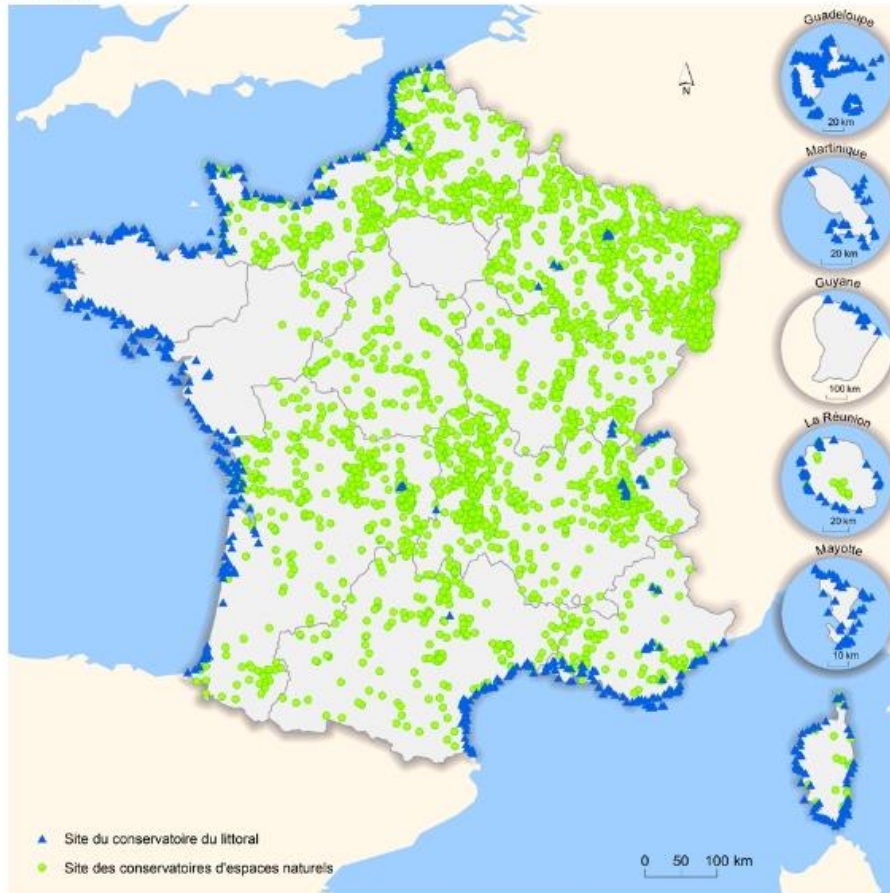 Guadeloupe
20 km
N
Martinique
20 km
Guyane
100 km
La Réunion
20 km
Mayotte
10 km
Site du conservatoire du littoral
Site des conservatoires d'espaces naturels
0 50 100 km